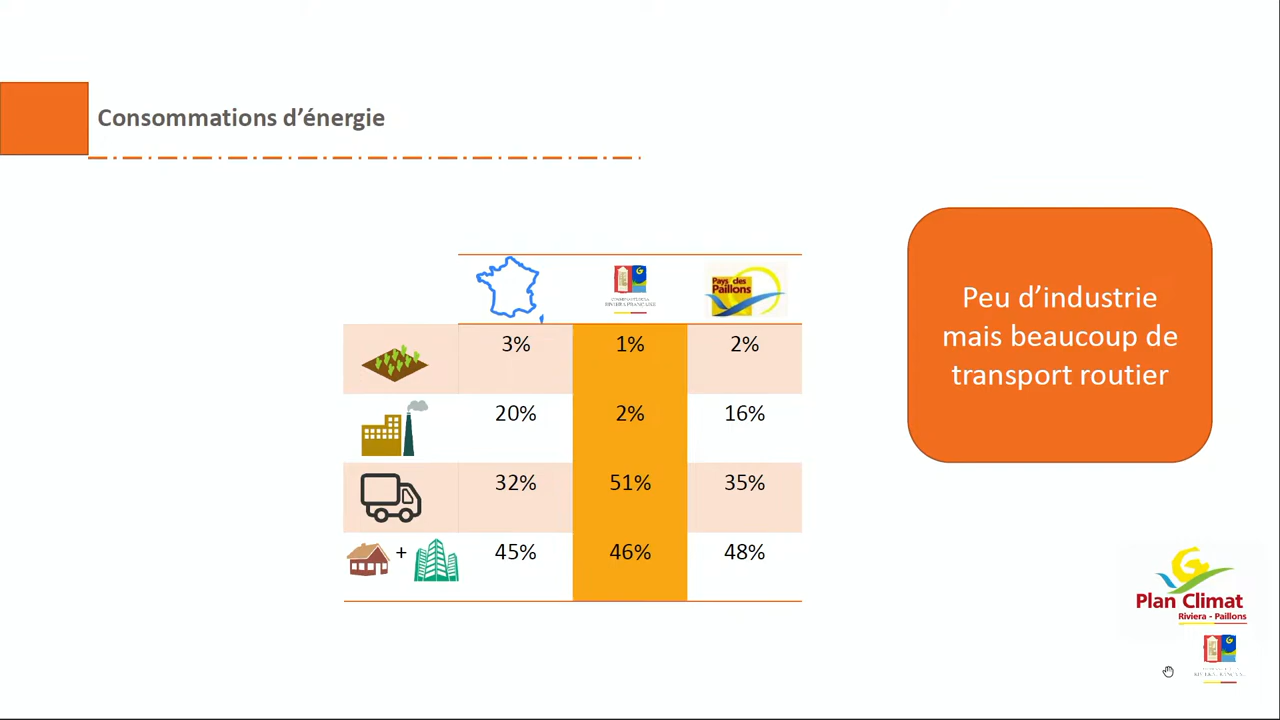 Consommations d’énergie
Pays des
Paillons
3%
1%
2%
20%
2%
16%
32%
51%
35%
+
45%
46%
48%
Peu d’industrie
mais beaucoup de
transport routier
Plan Climat
Riviera - Paillons